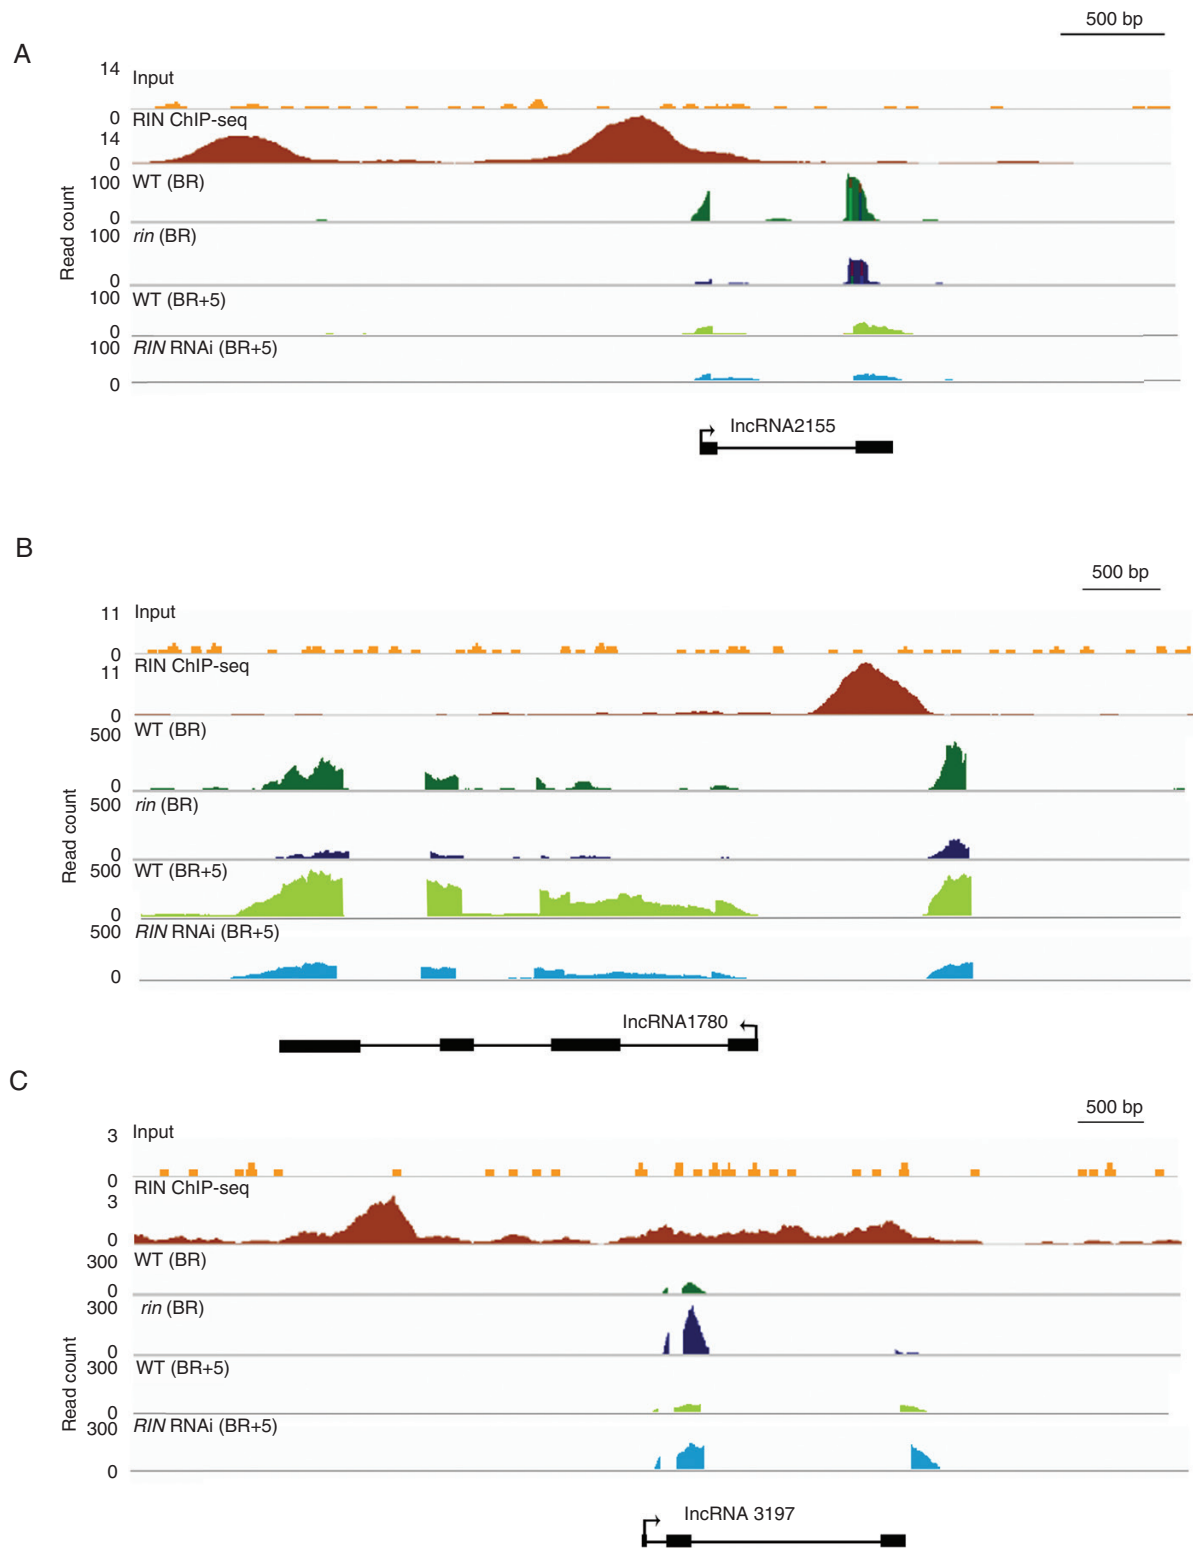 500 bp
A
14
Input
0
RIN ChIP-seq
14
0
100
WT (BR)
0
100
rin (BR)
0
100
WT (BR+5)
0
100
RIN RNAi (BR+5)
0
Read count
lncRNA2155
B
500 bp
11
Input
0
RIN ChIP-seq
11
0
500
WT (BR)
0
500
rin (BR)
0
500
WT (BR+5)
0
500
RIN RNAi (BR+5)
0
Read count
lncRNA1780
C
500 bp
3
Input
0
RIN ChIP-seq
3
0
300
WT (BR)
0
300
rin (BR)
0
300
WT (BR+5)
0
300
RIN RNAi (BR+5)
0
Read count
lncRNA 3197